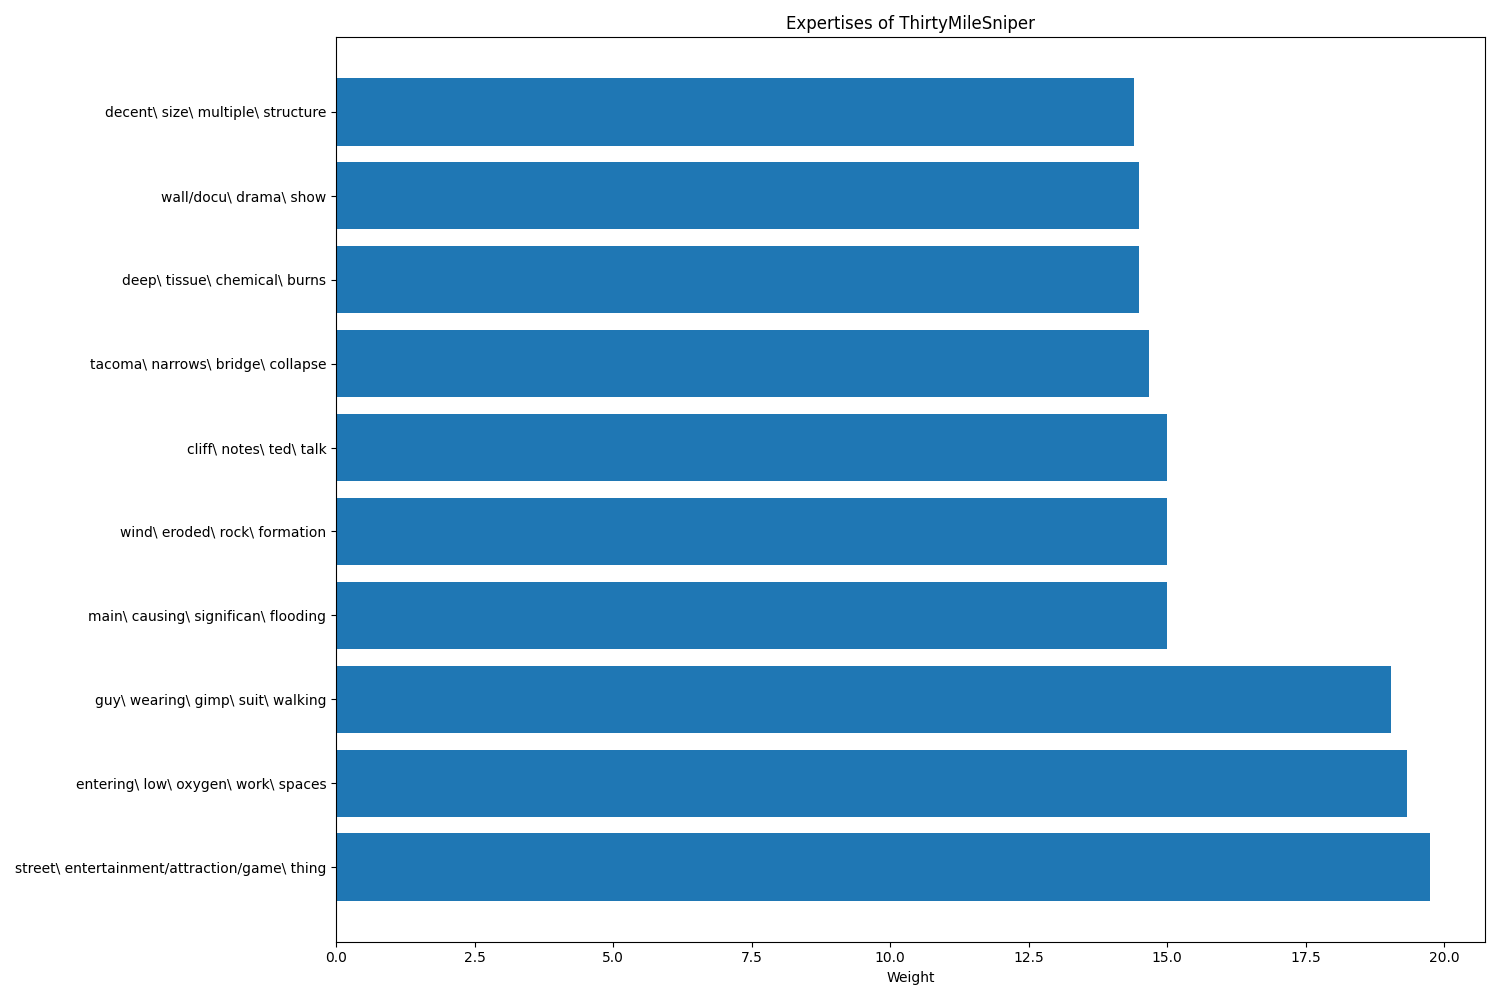 Expertises of ThirtyMileSniper
decent\ size\ multiple\ structure
wall/docu\ drama\ show
deep\ tissue\ chemical\ burns
tacoma\ narrows\ bridge\ collapse
cliff\ notes\ ted\ talk
wind\ eroded\ rock\ formation
main\ causing\ significan\ flooding
guy\ wearing\ gimp\ suit\ walking
entering\ low\ oxygen\ work\ spaces
street\ entertainment/attraction/game\ thing
0.0 2.5 5.0 7.5 10.0 12.5 15.0 17.5 20.0
Weight